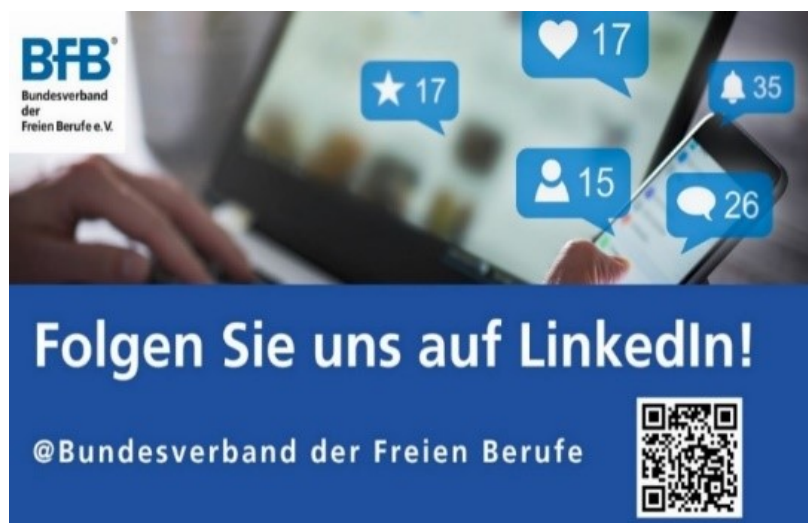 BFB®
Bundesverband
der
Freien Berufe e.V.
17
17
35
15
26
Folgen Sie uns auf LinkedIn!
@Bundesverband der Freien Berufe